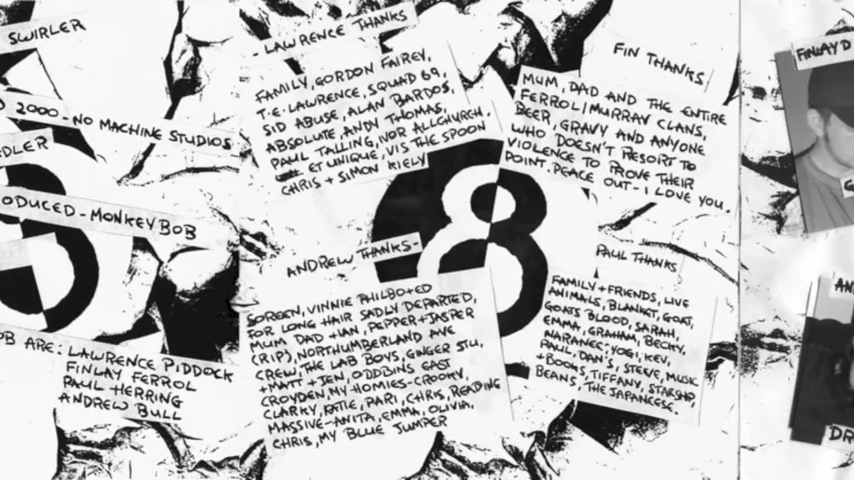 SWIRLER
2000-NO MACHINE STUDIOS
ODUCED-MONKEYBOB
ARE: LAWRENCE PIDDOCK
FINLAY FERROL
PAUL HERRING
ANDREW BULL
- LAWRENCE THANKS
FAMILY, GORDON FAIREY,
T.E. LAWRENCE, SQUAD 69,
SID ABUSE, ALAN BARDOS,
ABSOLUTE, ANDY THOMAS,
PAUL TALLING, IVOR ALLCHURCH,
ET UNIQUE, VIS THE SPOON
CHRIS + SIMON KIELY
FIN THANKS
MUM, DAD AND THE ENTIRE
FERROL/MURRAY CLANS,
BEER, GRAVY AND ANYONE
WHO DOESN'T RESORT TO
VIOLENCE TO PROVE THEIR
POINT. PEACE OUT-I LOVE YOU.
8
ANDREW THANKS-
SOREEN, VINNIE PHILBOTED
FOR LONG HAIR SADLY DEPARTED,
MUM DAD + IAN, PEPPER + JASPER
(RIP), NORTHUMBERLAND AVE
CREW, THE LAB BOYS, GINGER STU,
+ MATT + JEN, ODDBINS EAST
CROYDEN, NY HOMIES-CROOKY,
CLARKY, KATIE, PARI, CHRIS, READING
MASSIVE-ANITA, EMMA, OLIVIA,
CHRIS, MY BLUE JUMPER
PAUL THANKS
FAMILY + FRIENDS, LIVE
ANIMALS, BLANKET, GOAT,
GOATS BLOOD, SARAH,
EMMA, GRAHAM, BECKY,
NARANEE, YOGI, KEV,
PAUL, DAN'S, STEVE, MUSIC
+ BOOKS, TIFFANY, STARSHIP,
BEANS, THE JAPANCESE.
FINLAY D
AN
DR